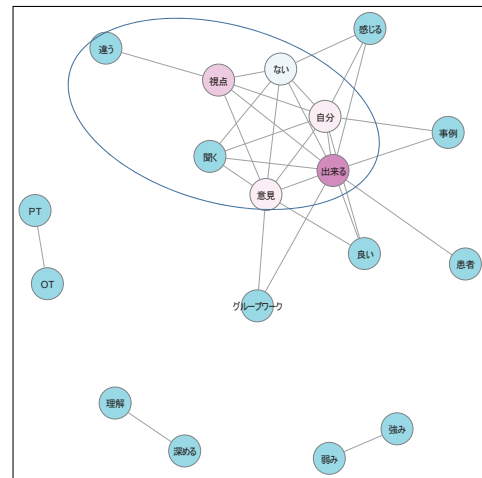 感じる
違う
ない
視点
自分
事例
聞く
出来る
意見
PT
良い
患者
OT
グループワーク
理解
強み
深める
弱み